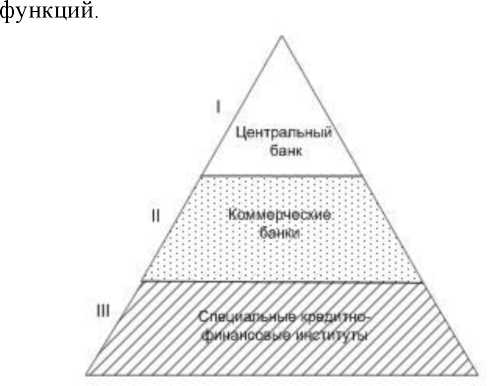 функций.
I
Центральный
банк
II
Коммерческие
банки
III
Специальные кредитно-
финансовые институты